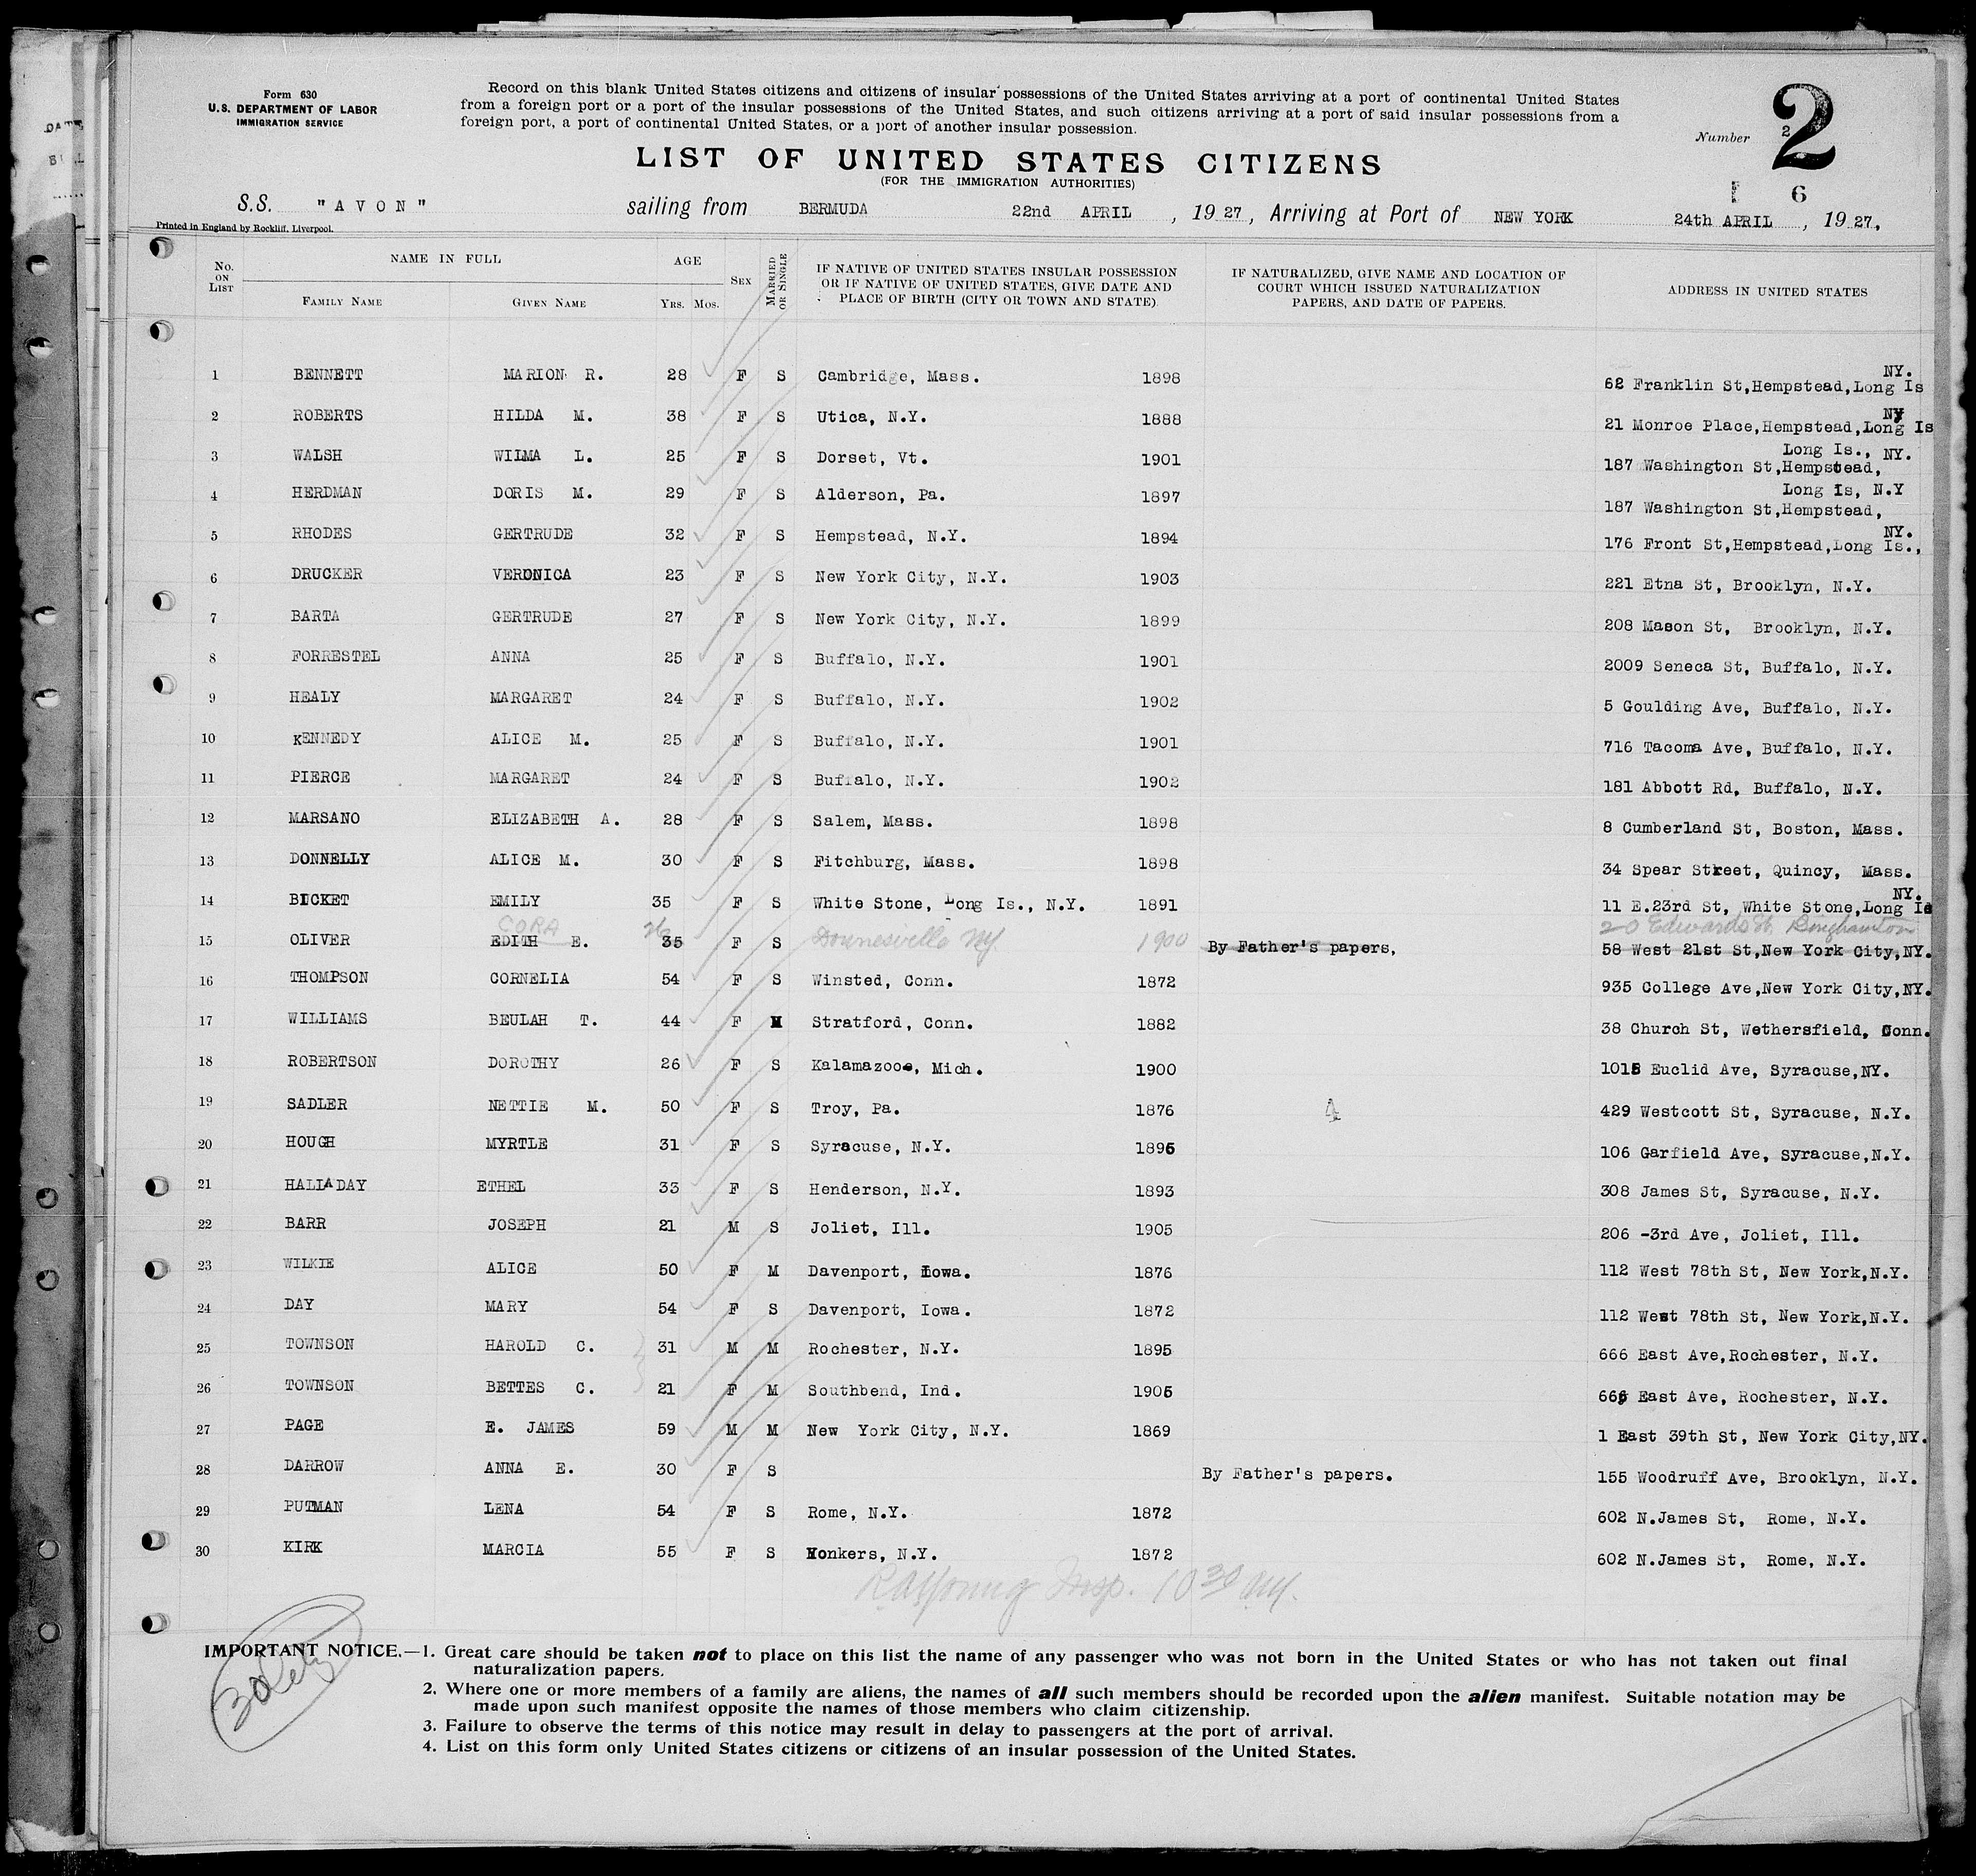 Form 630
U.S. DEPARTMENT OF LABOR
IMMIGRATION SERVICE
Record on this blank United States citizens and citizens of insular possessions of the United States arriving at a port of continental United States
from a foreign port or a port of the insular possessions of the United States, and such citizens arriving at a port of said insular possessions from a
foreign port, a port of continental United States, or a port of another insular possession.
Number 2
2
LIST OF UNITED STATES CITIZENS
(FOR THE IMMIGRATION AUTHORITIES)
6
S.S. "AVON" sailing from BERMUDA 22nd APRIL, 1927, Arriving at Port of NEW YORK 24th APRIL, 1927.
Printed in England by Rockliff, Liverpool.
No. ON LIST NAME IN FULL FAMILY NAME GIVEN NAME AGE YRS. MOS. SEX MARRIED OR SINGLE
IF NATIVE OF UNITED STATES INSULAR POSSESSION
OR IF NATIVE OF UNITED STATES, GIVE DATE AND
PLACE OF BIRTH (CITY OR TOWN AND STATE)
IF NATURALIZED, GIVE NAME AND LOCATION OF
COURT WHICH ISSUED NATURALIZATION
PAPERS, AND DATE OF PAPERS.
ADDRESS IN UNITED STATES
1 BENNETT MARION R. 28 F S Cambridge, Mass. 1898 62 Franklin St,Hempstead,Long Is NY.
2 ROBERTS HILDA M. 38 F S Utica, N.Y. 1888 21 Monroe Place,Hempstead,Long Is NY
3 WALSH WILMA L. 25 F S Dorset, Vt. 1901 187 Washington St,Hempstead, Long Is., NY.
4 HERDMAN DORIS M. 29 F S Alderson, Pa. 1897 187 Washington St,Hempstead, Long Is, N.Y
5 RHODES GERTRUDE 32 F S Hempstead, N.Y. 1894 176 Front St,Hempstead,Long Is., NY.
6 DRUCKER VERONICA 23 F S New York City, N.Y. 1903 221 Etna St, Brooklyn, N.Y.
7 BARTA GERTRUDE 27 F S New York City, N.Y. 1899 208 Mason St, Brooklyn, N.Y.
8 FORRESTEL ANNA 25 F S Buffalo, N.Y. 1901 2009 Seneca St, Buffalo, N.Y.
9 HEALY MARGARET 24 F S Buffalo, N.Y. 1902 5 Goulding Ave, Buffalo, N.Y.
10 KENNEDY ALICE M. 25 F S Buffalo, N.Y. 1901 716 Tacoma Ave, Buffalo, N.Y.
11 PIERCE MARGARET 24 F S Buffalo, N.Y. 1902 181 Abbott Rd, Buffalo, N.Y.
12 MARSANO ELIZABETH A. 28 F S Salem, Mass. 1898 8 Cumberland St, Boston, Mass.
13 DONNELLY ALICE M. 30 F S Fitchburg, Mass. 1898 34 Spear Street, Quincy, Mass.
14 BICKET EMILY 35 F S White Stone, Long Is., N.Y. 1891 11 E.23rd St, White Stone,Long Is NY.
CORA 26 20 Edwards St. Binghamton
15 OLIVER EDITH E. 35 F S Downesville NY. 1900 By Father's papers, 58 West 21st St,New York City,NY.
16 THOMPSON CORNELIA 54 F S Winsted, Conn. 1872 935 College Ave,New York City,NY.
17 WILLIAMS BEULAH T. 44 F M Stratford, Conn. 1882 38 Church St, Wethersfield, Conn.
18 ROBERTSON DOROTHY 26 F S Kalamazooe, Mich. 1900 1015 Euclid Ave, Syracuse,NY.
19 SADLER NETTIE M. 50 F S Troy, Pa. 1876 4 429 Westcott St, Syracuse, N.Y.
20 HOUGH MYRTLE 31 F S Syracuse, N.Y. 1895 106 Garfield Ave, Syracuse,N.Y.
21 HALLADAY ETHEL 33 F S Henderson, N.Y. 1893 308 James St, Syracuse, N.Y.
22 BARR JOSEPH 21 M S Joliet, Ill. 1905 206 -3rd Ave, Joliet, Ill.
23 WILKIE ALICE 50 F M Davenport, Iowa. 1876 112 West 78th St, New York,N.Y.
24 DAY MARY 54 F S Davenport, Iowa. 1872 112 West 78th St, New York,N.Y.
25 TOWNSON HAROLD C. 31 M M Rochester, N.Y. 1895 666 East Ave,Rochester, N.Y.
26 TOWNSON BETTES C. 21 F M Southbend, Ind. 1905 666 East Ave, Rochester, N.Y.
27 PAGE E. JAMES 59 M M New York City, N.Y. 1869 1 East 39th St, New York City,NY.
28 DARROW ANNA E. 30 F S By Father's papers. 155 Woodruff Ave, Brooklyn, N.Y.
29 PUTMAN LENA 54 F S Rome, N.Y. 1872 602 N.James St, Rome, N.Y.
30 KIRK MARCIA 55 F S Yonkers, N.Y. 1872 602 N.James St, Rome, N.Y.
Insp. 10 30
IMPORTANT NOTICE.—1. Great care should be taken not to place on this list the name of any passenger who was not born in the United States or who has not taken out final
naturalization papers.
2. Where one or more members of a family are aliens, the names of all such members should be recorded upon the alien manifest. Suitable notation may be
made upon such manifest opposite the names of those members who claim citizenship.
3. Failure to observe the terms of this notice may result in delay to passengers at the port of arrival.
4. List on this form only United States citizens or citizens of an insular possession of the United States.